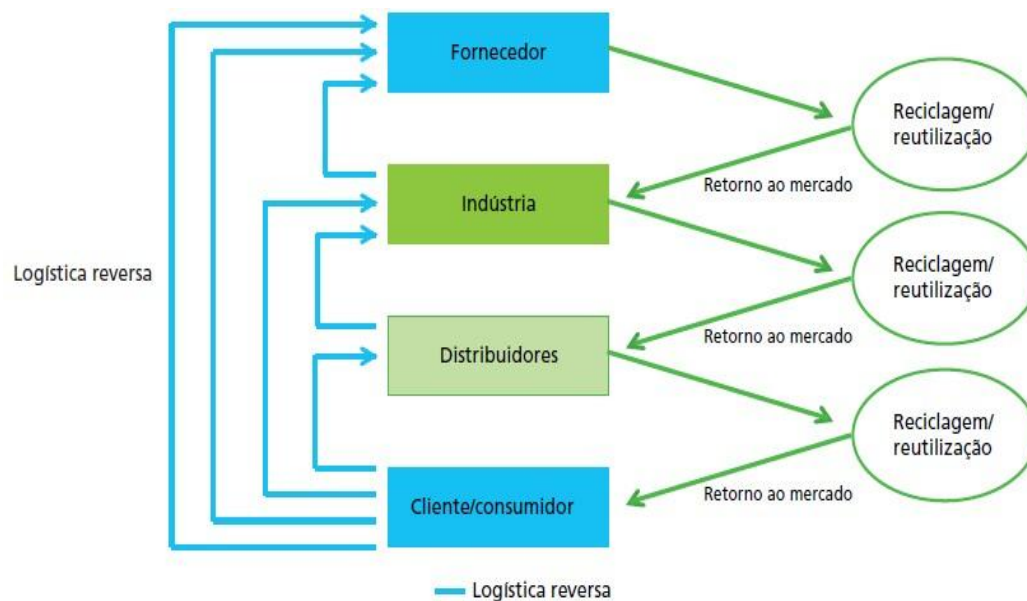 Fornecedor
Reciclagem/
reutilização
Retorno ao mercado
Indústria
Logística reversa
Reciclagem/
reutilização
Retorno ao mercado
Distribuidores
Reciclagem/
reutilização
Retorno ao mercado
Cliente/consumidor
Logística reversa